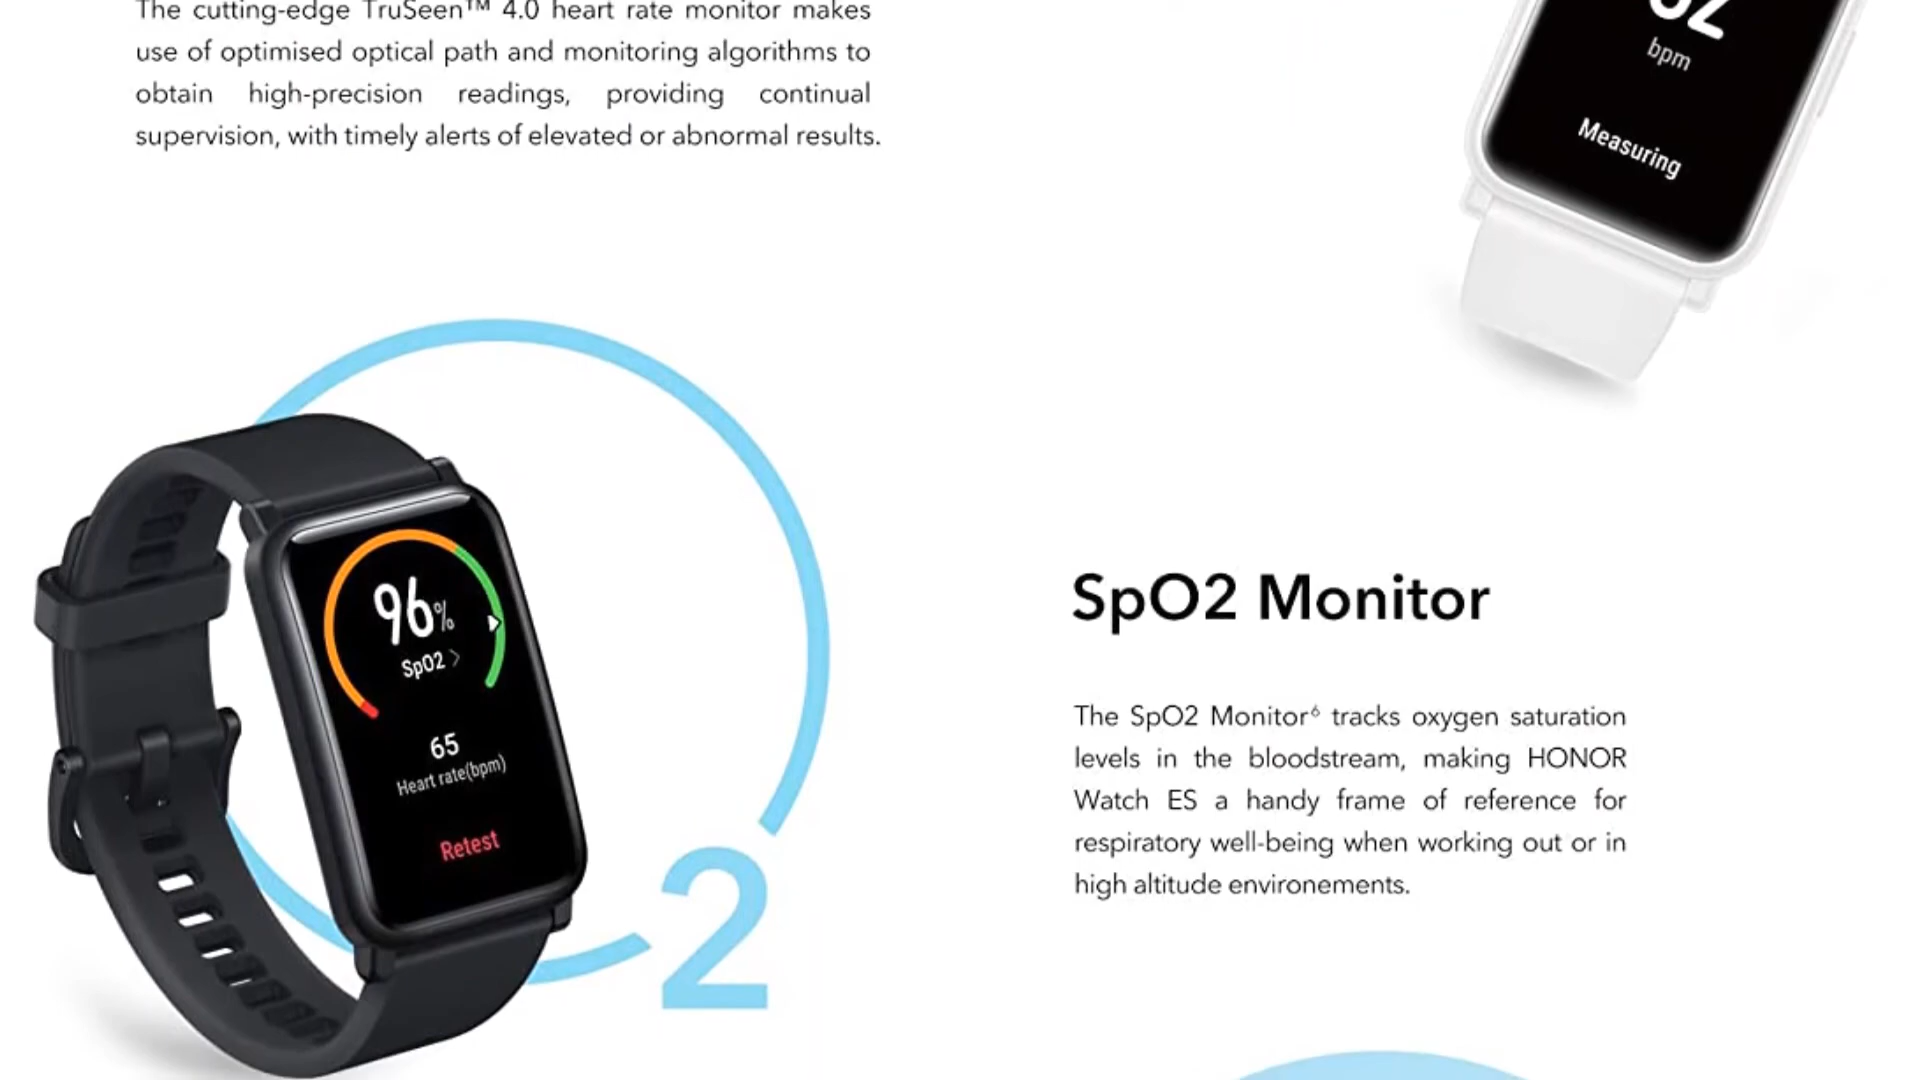 The cutting-edge TruSeen™ 4.0 heart rate monitor makes
use of optimised optical path and monitoring algorithms to
obtain high-precision readings, providing continual
supervision, with timely alerts of elevated or abnormal results.
bpm
Measuring
96%
SpO2 >
65
Heart rate(bpm)
Retest
2
SpO2 Monitor
The SpO2 Monitor⁶ tracks oxygen saturation
levels in the bloodstream, making HONOR
Watch ES a handy frame of reference for
respiratory well-being when working out or in
high altitude environements.